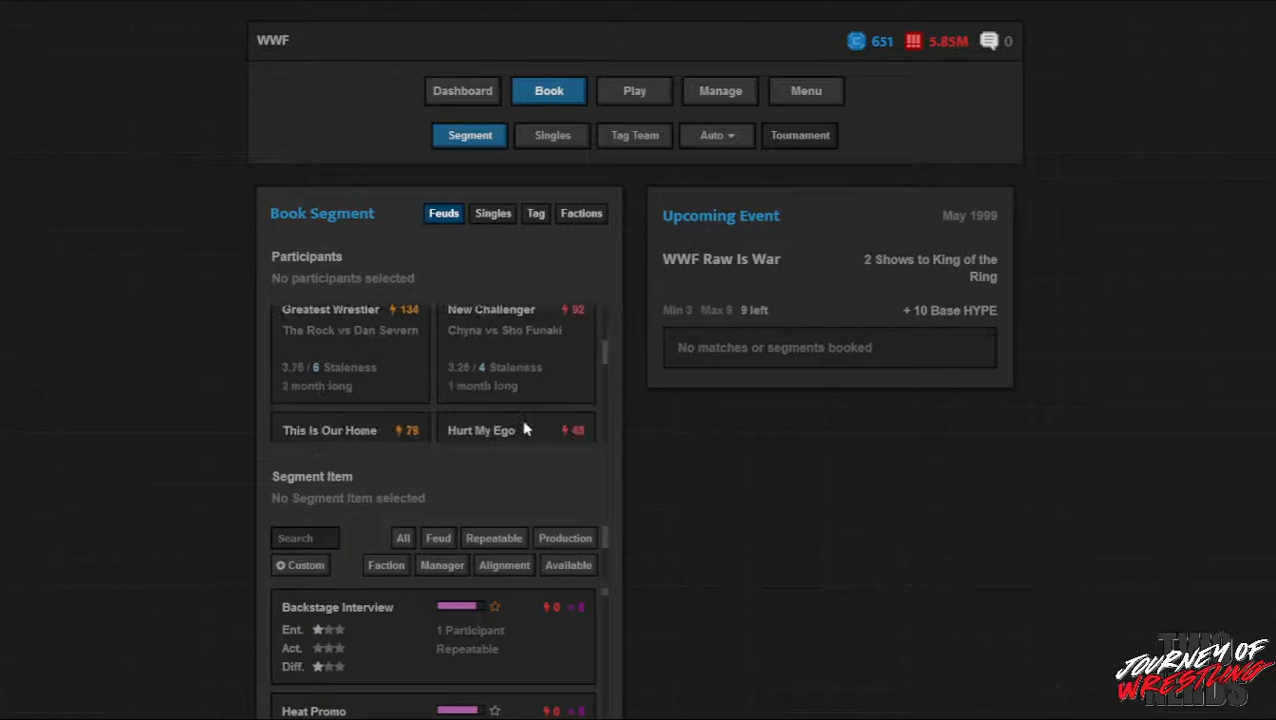 WWF
651
5.85M
0
Dashboard
Book
Play
Manage
Menu
Segment
Singles
Tag Team
Auto
Tournament
Book Segment
Feuds
Singles
Tag
Factions
Participants
No participants selected
Greatest Wrestler 134
The Rock vs Dan Severn
3.75 / 6 Staleness
2 month long
New Challenger 92
Chyna vs Sho Funaki
3.25 / 4 Staleness
1 month long
This Is Our Home 79
Hurt My Ego 43
Segment Item
No Segment Item selected
Search
All
Feud
Repeatable
Production
Custom
Faction
Manager
Alignment
Available
Backstage Interview
0
Ent.
1 Participant
Act.
Repeatable
Diff.
Heat Promo
0
Upcoming Event
May 1999
WWF Raw Is War
2 Shows to King of the
Ring
Min 3 Max 9 9 left
+ 10 Base HYPE
No matches or segments booked
JOURNEY OF
WRESTLING